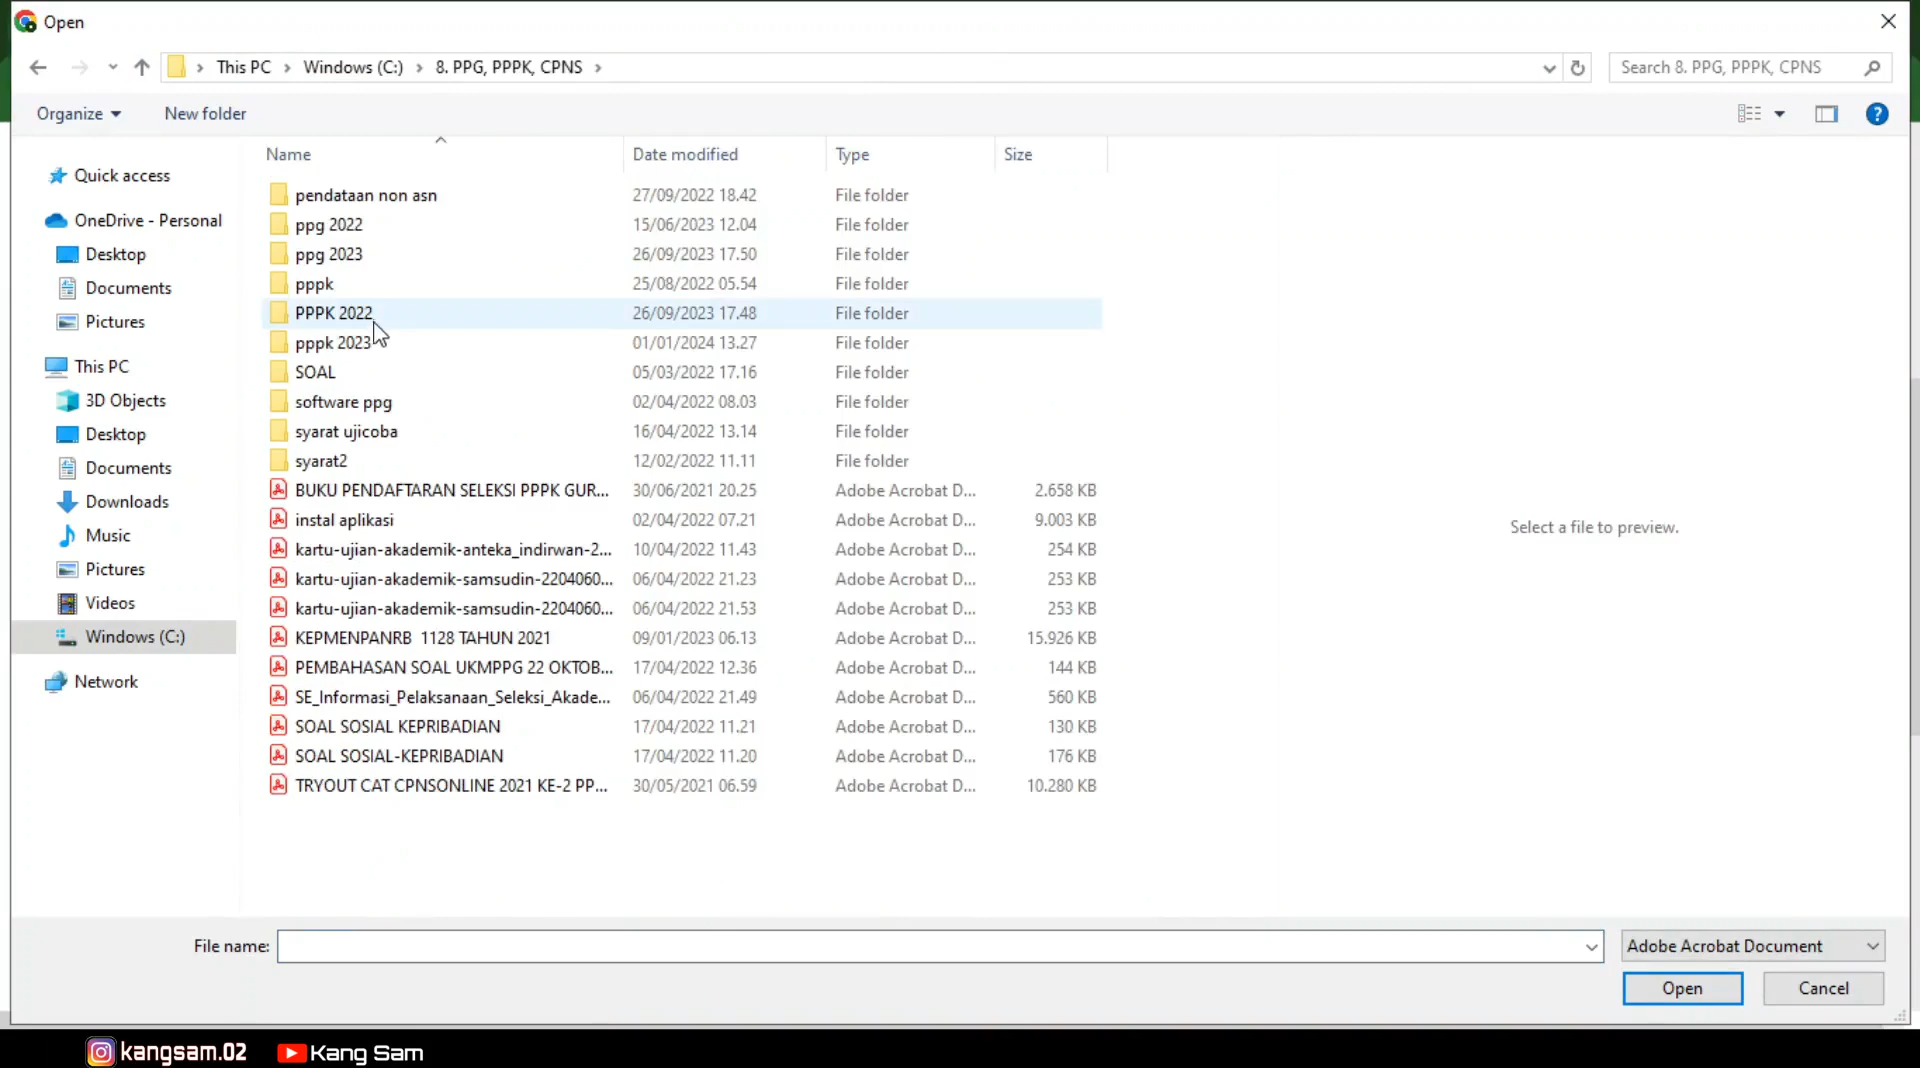 Open
This PC > Windows (C:) > 8. PPG, PPPK, CPNS >
Search 8. PPG, PPPK, CPNS
Organize
New folder
Name Date modified Type Size
Quick access
OneDrive - Personal
Desktop
Documents
Pictures
This PC
3D Objects
Desktop
Documents
Downloads
Music
Pictures
Videos
Windows (C:)
Network
pendataan non asn 27/09/2022 18.42 File folder
ppg 2022 15/06/2023 12.04 File folder
ppg 2023 26/09/2023 17.50 File folder
pppk 25/08/2022 05.54 File folder
PPPK 2022 26/09/2023 17.48 File folder
pppk 2023 01/01/2024 13.27 File folder
SOAL 05/03/2022 17.16 File folder
software ppg 02/04/2022 08.03 File folder
syarat ujicoba 16/04/2022 13.14 File folder
syarat2 12/02/2022 11.11 File folder
BUKU PENDAFTARAN SELEKSI PPPK GUR... 30/06/2021 20.25 Adobe Acrobat D... 2.658 KB
instal aplikasi 02/04/2022 07.21 Adobe Acrobat D... 9.003 KB
kartu-ujian-akademik-anteka_indirwan-2... 10/04/2022 11.43 Adobe Acrobat D... 254 KB
kartu-ujian-akademik-samsudin-2204060... 06/04/2022 21.23 Adobe Acrobat D... 253 KB
kartu-ujian-akademik-samsudin-2204060... 06/04/2022 21.53 Adobe Acrobat D... 253 KB
KEPMENPANRB  1128 TAHUN 2021 09/01/2023 06.13 Adobe Acrobat D... 15.926 KB
PEMBAHASAN SOAL UKMPPG 22 OKTOB... 17/04/2022 12.36 Adobe Acrobat D... 144 KB
SE_Informasi_Pelaksanaan_Seleksi_Akade... 06/04/2022 21.49 Adobe Acrobat D... 560 KB
SOAL SOSIAL KEPRIBADIAN 17/04/2022 11.21 Adobe Acrobat D... 130 KB
SOAL SOSIAL-KEPRIBADIAN 17/04/2022 11.20 Adobe Acrobat D... 176 KB
TRYOUT CAT CPNSONLINE 2021 KE-2 PP... 30/05/2021 06.59 Adobe Acrobat D... 10.280 KB
Select a file to preview.
File name:
Adobe Acrobat Document
Open
Cancel
kangsam.02
Kang Sam